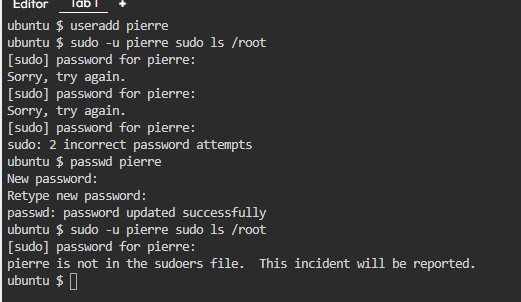 Editor Tab 1 +
ubuntu $ useradd pierre
ubuntu $ sudo -u pierre sudo ls /root
[sudo] password for pierre:
Sorry, try again.
[sudo] password for pierre:
Sorry, try again.
[sudo] password for pierre:
sudo: 2 incorrect password attempts
ubuntu $ passwd pierre
New password:
Retype new password:
passwd: password updated successfully
ubuntu $ sudo -u pierre sudo ls /root
[sudo] password for pierre:
pierre is not in the sudoers file.  This incident will be reported.
ubuntu $